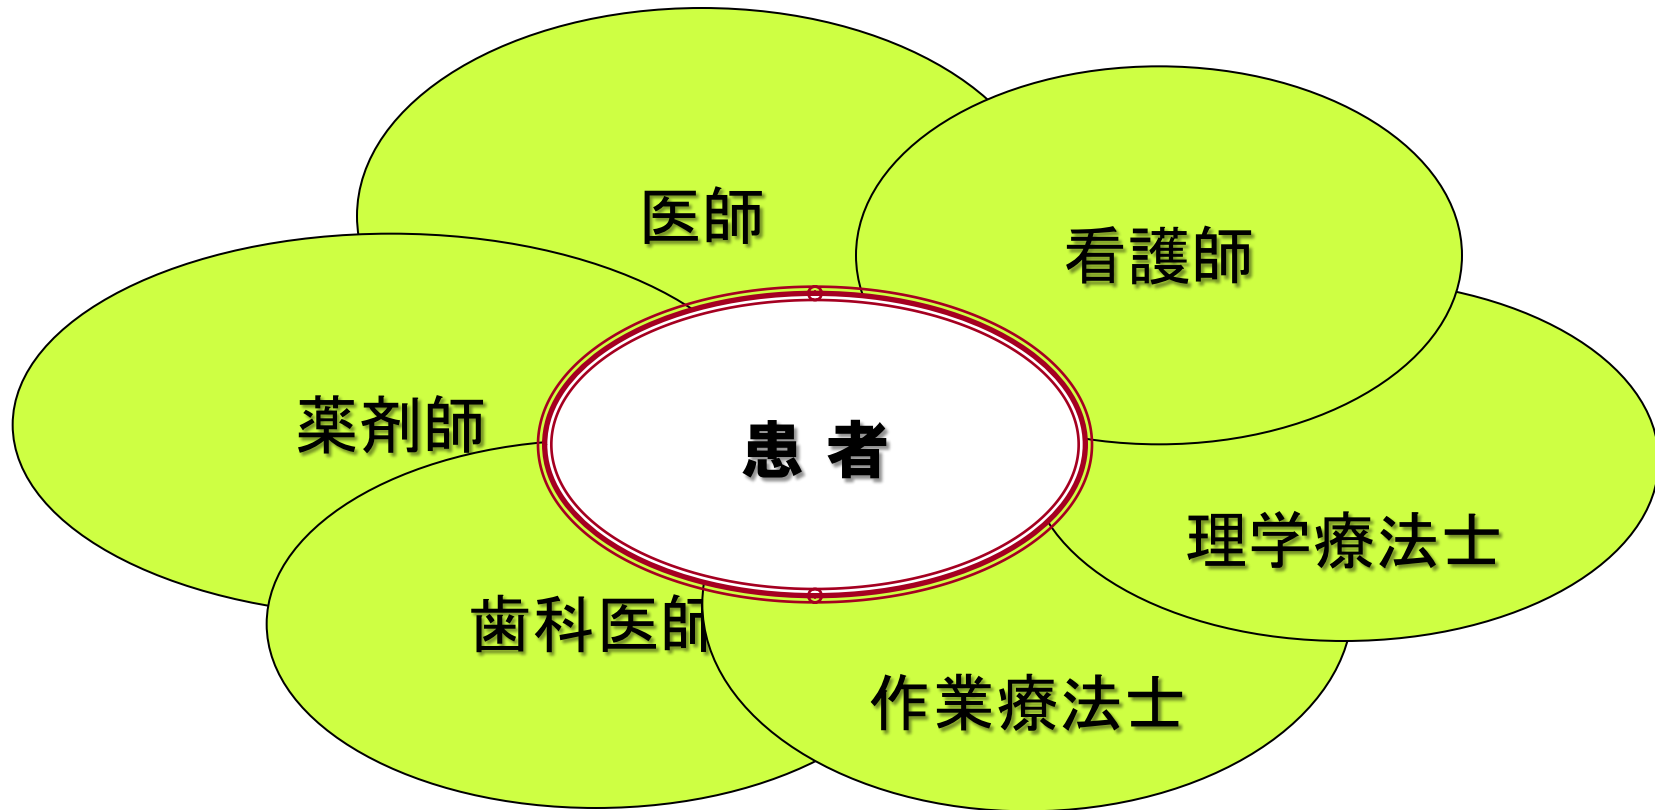 医師
看護師
薬剤師
患 者
理学療法士
歯科医師
作業療法士